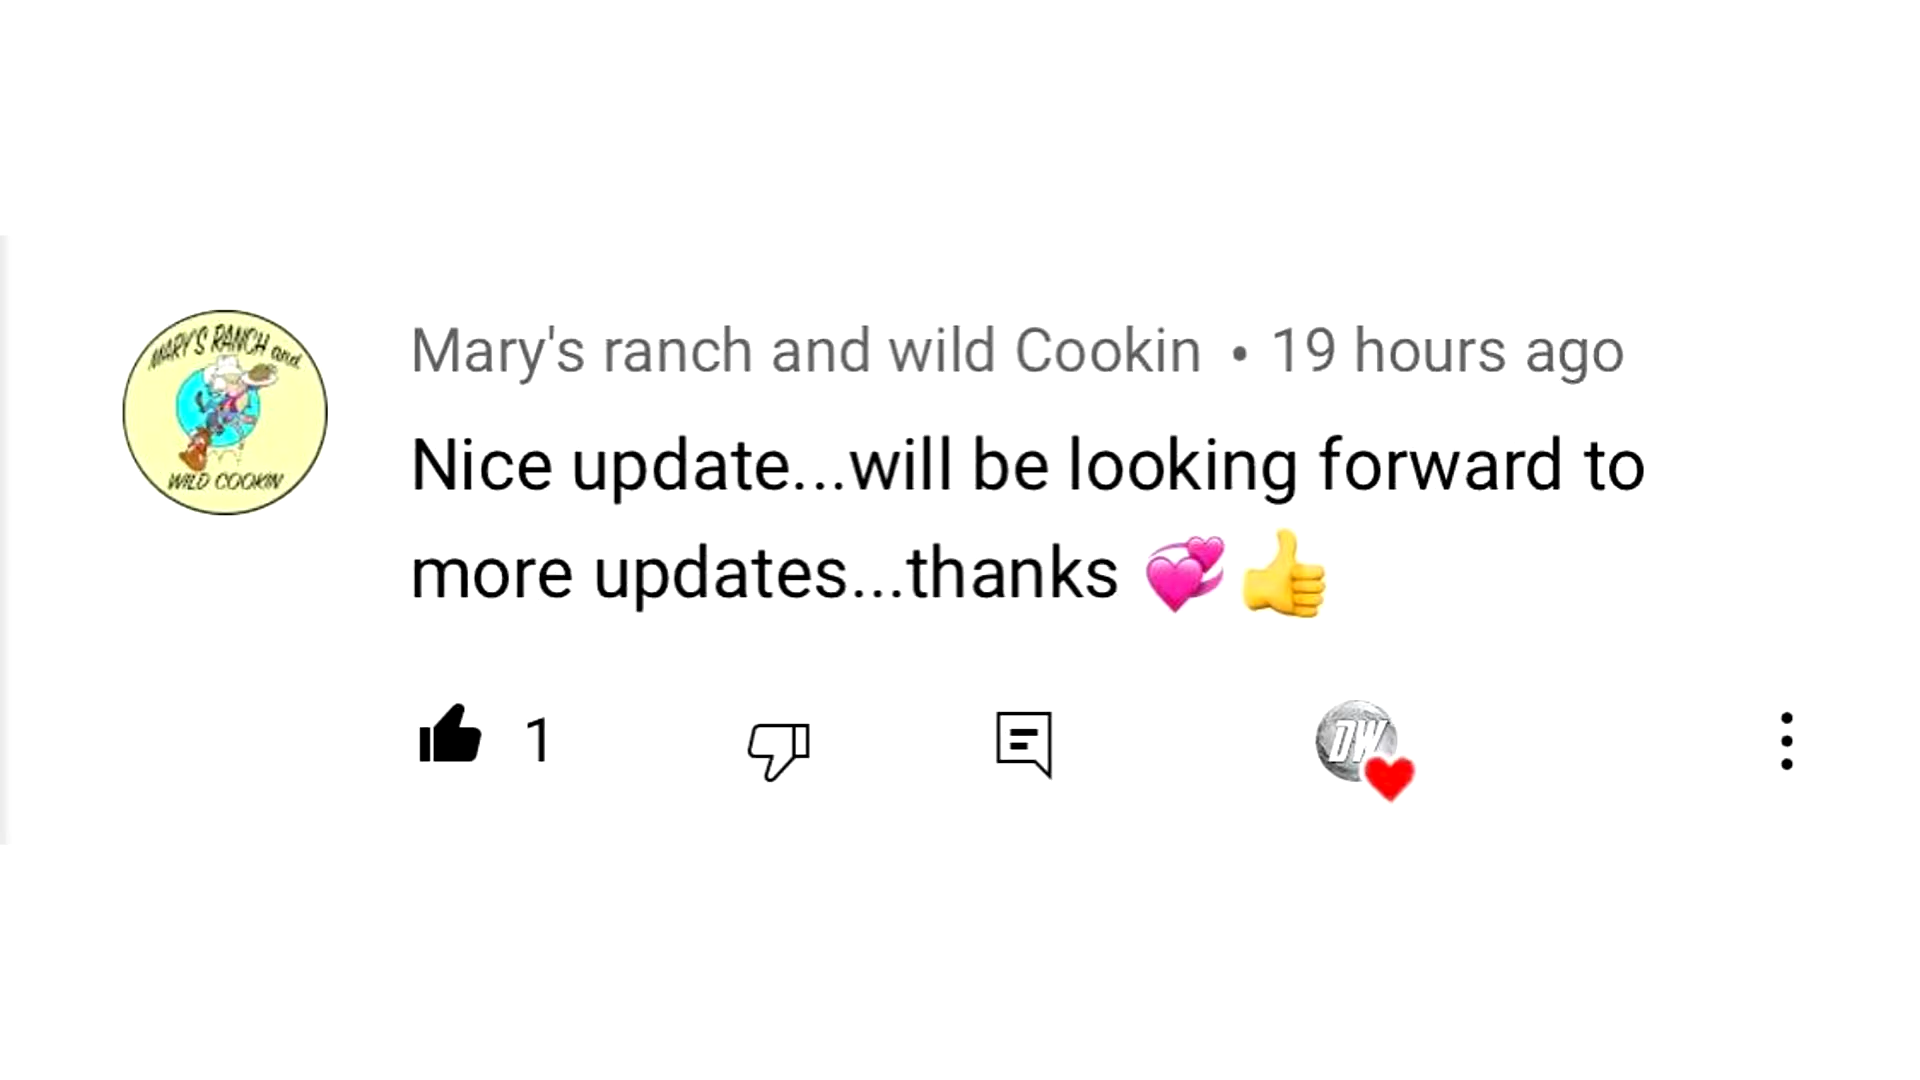 MARY'S RANCH and
WILD COOKIN
Mary's ranch and wild Cookin • 19 hours ago
Nice update...will be looking forward to
more updates...thanks 💞👍
1
DW